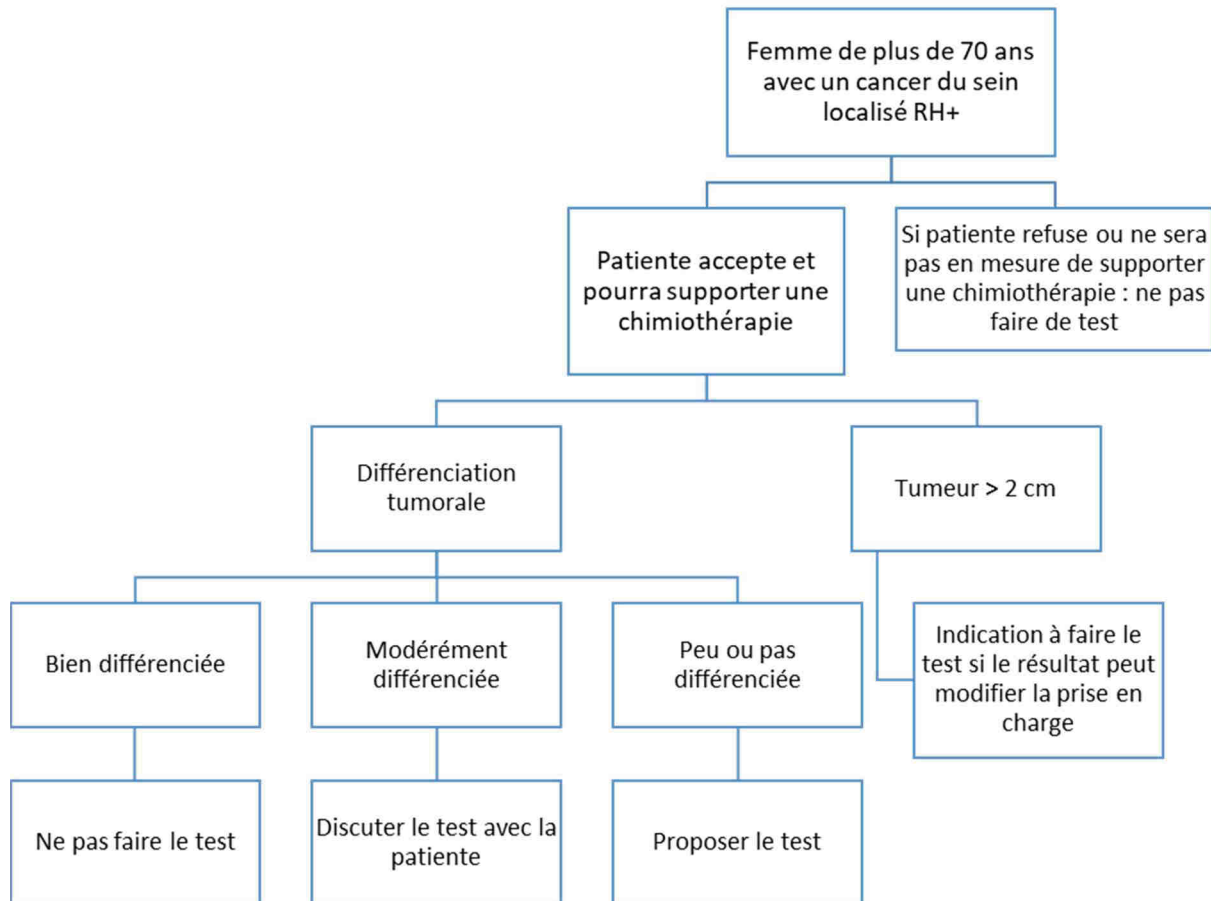 Femme de plus de 70 ans
avec un cancer du sein
localisé RH+
Patiente accepte et
pourra supporter une
chimiothérapie
Si patiente refuse ou ne sera
pas en mesure de supporter
une chimiothérapie : ne pas
faire de test
Différenciation
tumorale
Tumeur > 2 cm
Bien différenciée
Modérément
différenciée
Peu ou pas
différenciée
Indication à faire le
test si le résultat peut
modifier la prise en
charge
Ne pas faire le test
Discuter le test avec la
patiente
Proposer le test